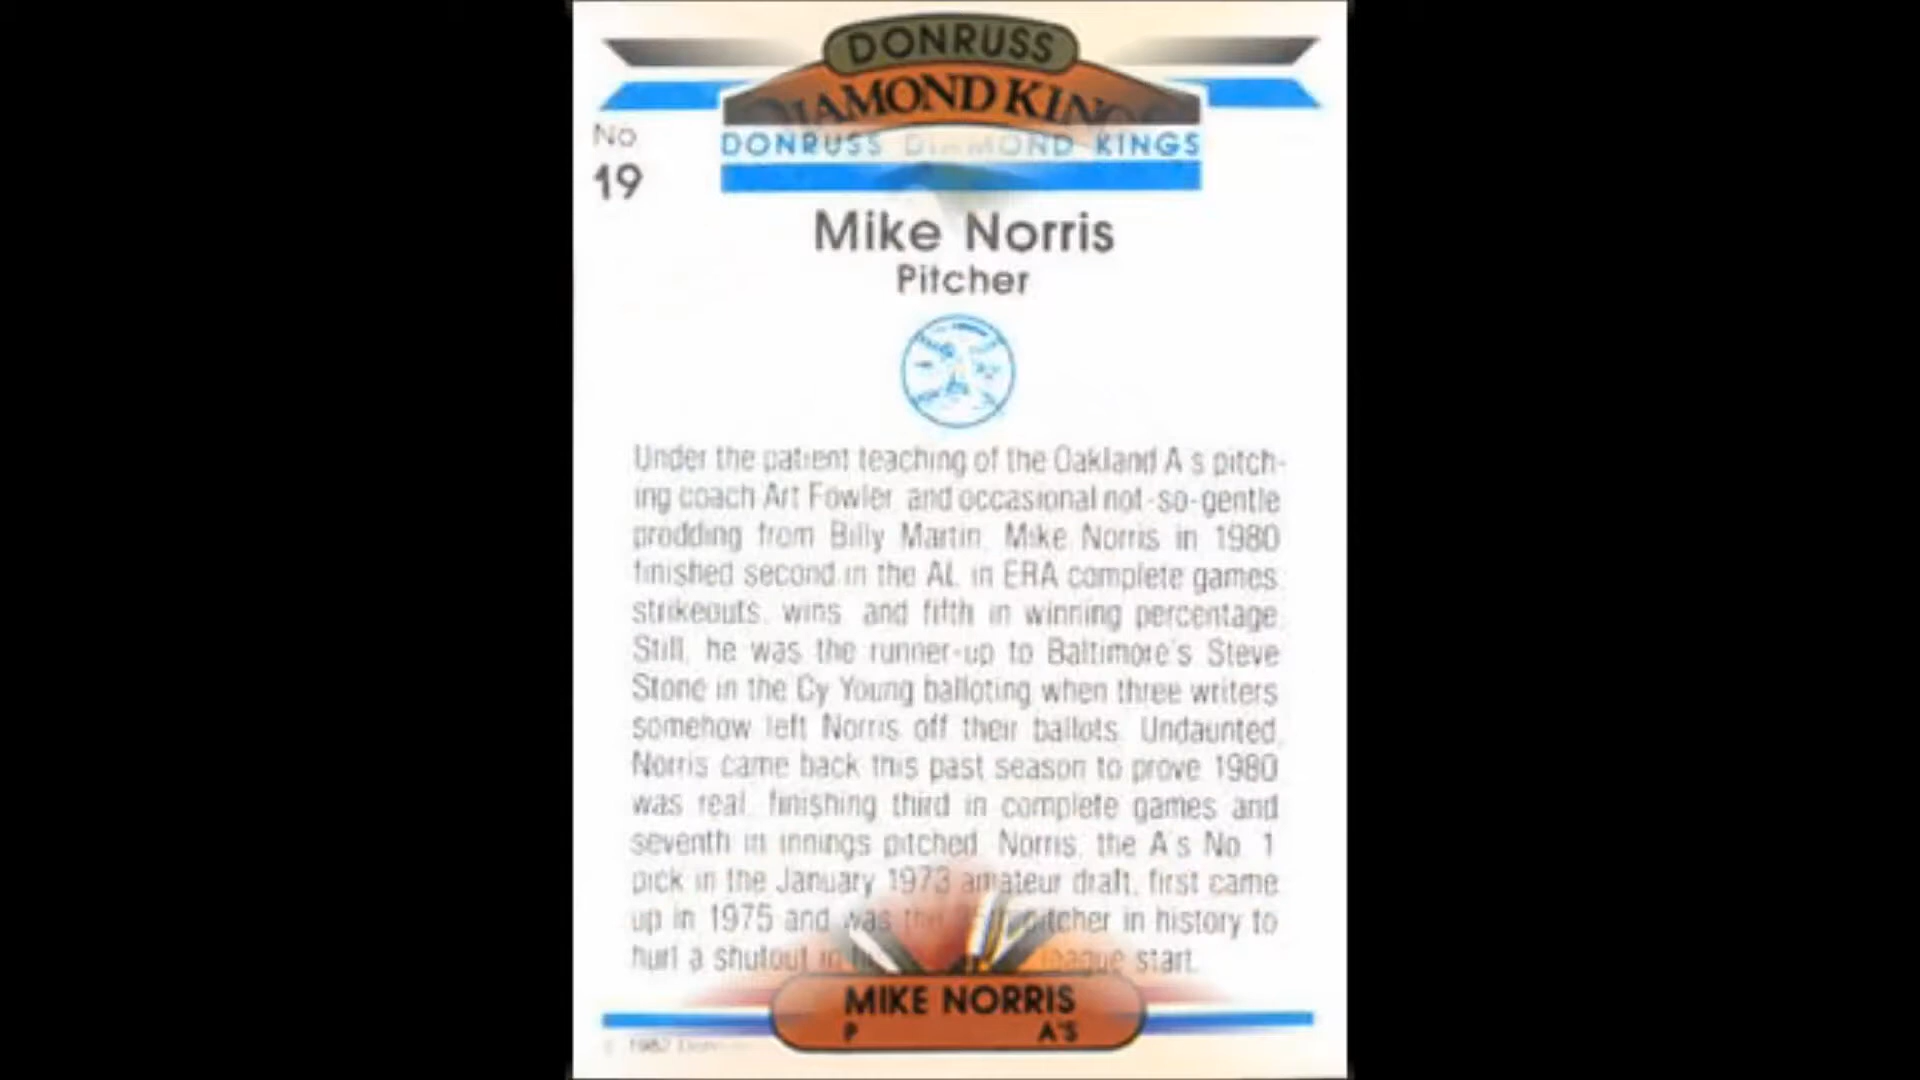 DONRUSS
DIAMOND KINGS
No
19
DONRUSS DIAMOND KINGS
Mike Norris
Pitcher
Under the patient teaching of the Oakland A s pitch-
ing coach Art Fowler and occasional not-so-gentle
prodding from Billy Martin, Mike Norris in 1980
finished second in the AL in ERA complete games,
strikeouts, wins and fifth in winning percentage.
Still, he was the runner-up to Baltimore's Steve
Stone in the Cy Young balloting when three writers
somehow left Norris off their ballots. Undaunted,
Norris came back this past season to prove 1980
was real, finishing third in complete games and
seventh in innings pitched. Norris, the A's No. 1
pick in the January 1973 amateur draft, first came
up in 1975 and was the pitcher in history to
hurl a shutout in league start.
MIKE NORRIS
P A'S
1982